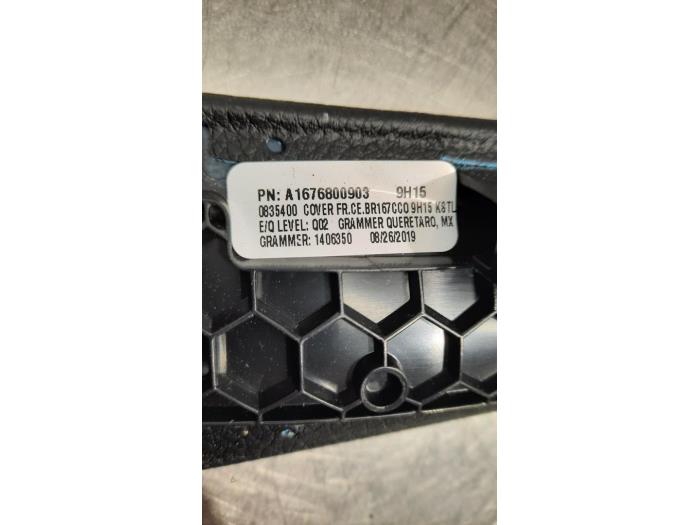 PN: A1676800903 9H15
0835400 COVER FR.CE.BR167CCO 9H15 K8TL
E/Q LEVEL: Q02 GRAMMER QUERETARO, MX
GRAMMER: 1406350 08/26/2019